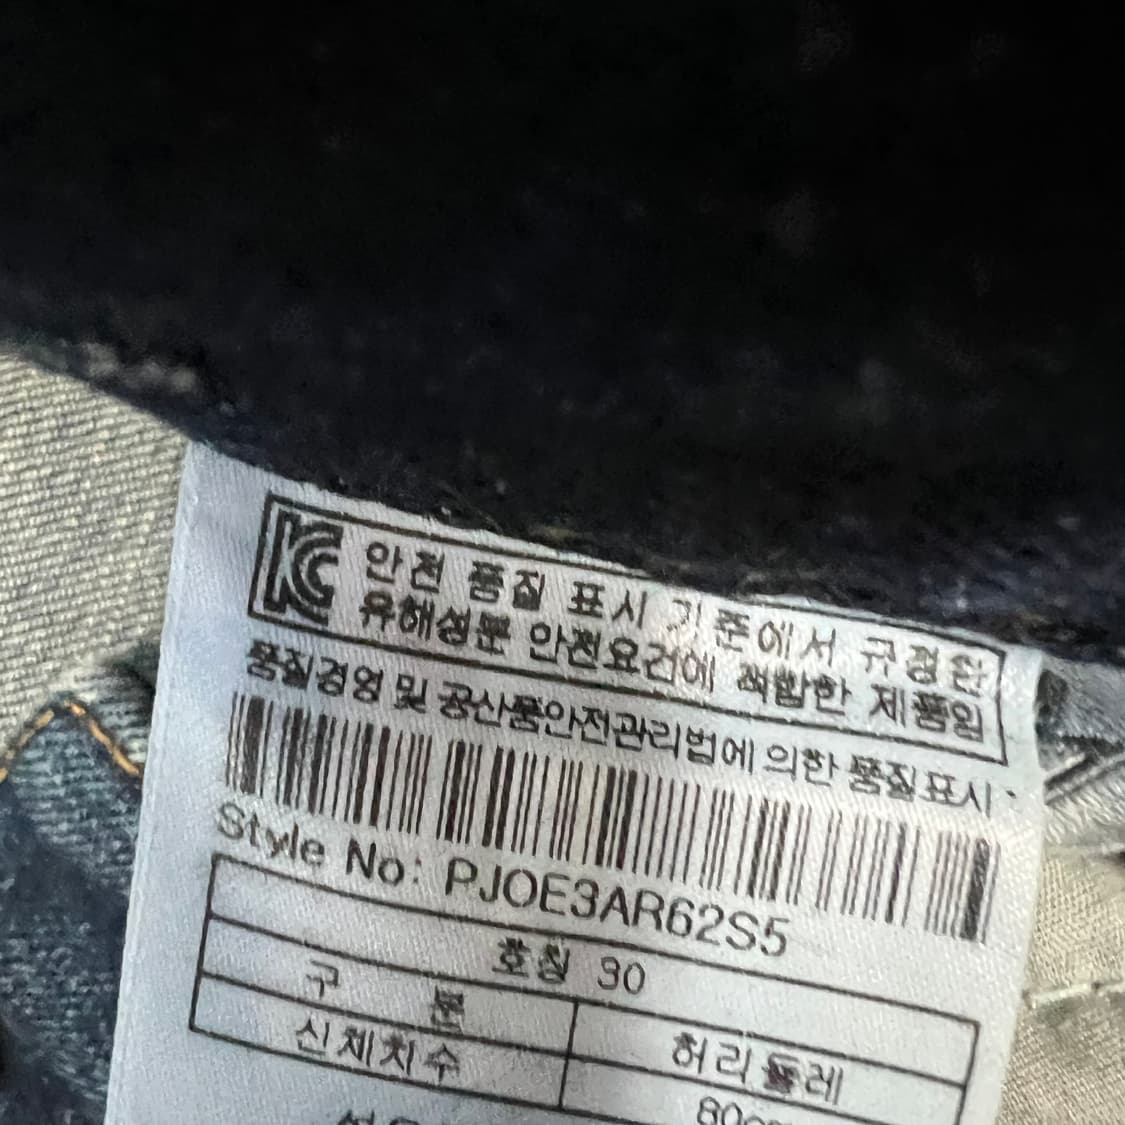 KC 안전 품질 표시 기준에서 규정한
유해성분 안전요건에 적합한 제품임
품질경영 및 공산품안전관리법에 의한 품질표시
Style No: PJOE3AR62S5
호칭 30
구 분 허리둘레
신체치수